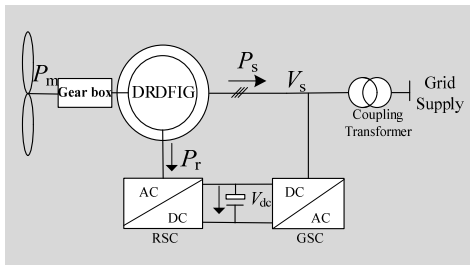 Pm
Gear box
DRDFIG
Ps
Vs
Grid
Supply
Coupling
Transformer
Pr
AC
DC
RSC
Vdc
DC
AC
GSC